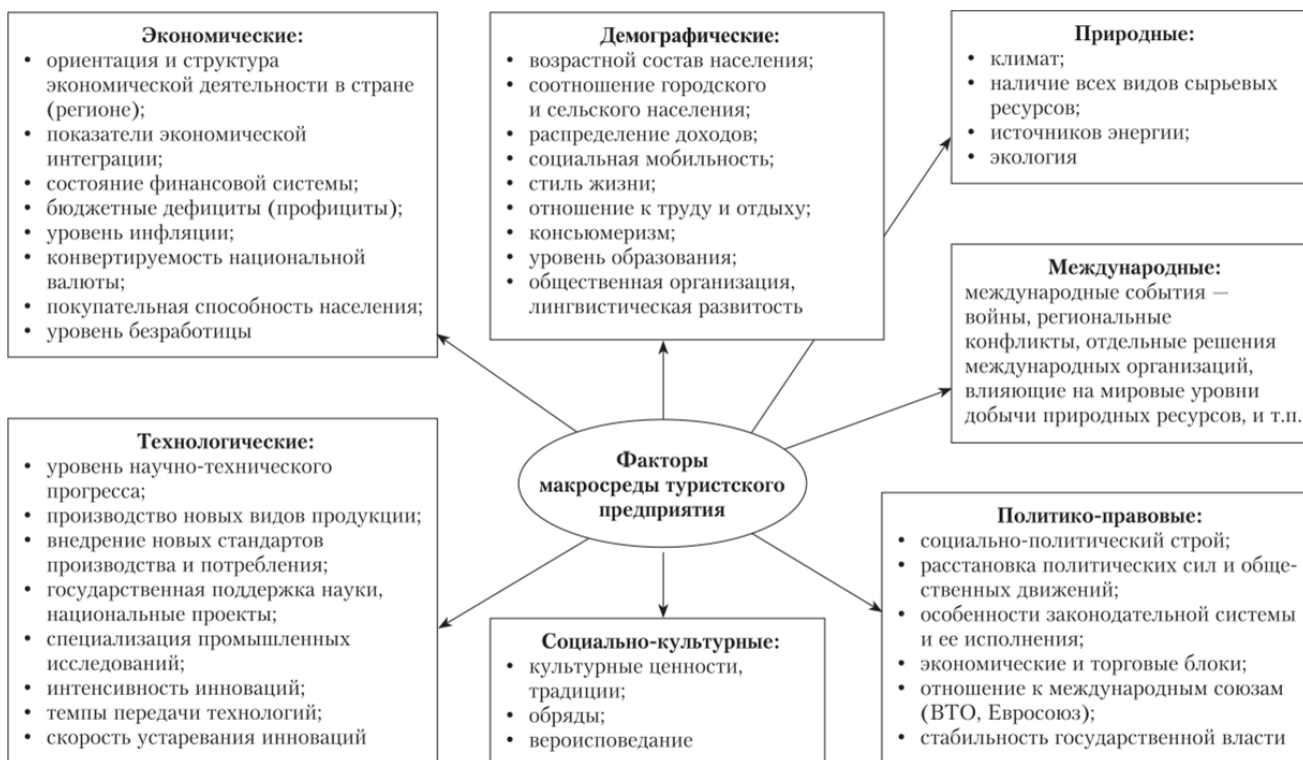 Экономические:
• ориентация и структура
экономической деятельности в стране
(регионе);
• показатели экономической
интеграции;
• состояние финансовой системы;
• бюджетные дефициты (профициты);
• уровень инфляции;
• конвертируемость национальной
валюты;
• покупательная способность населения;
• уровень безработицы
Демографические:
• возрастной состав населения;
• соотношение городского
и сельского населения;
• распределение доходов;
• социальная мобильность;
• стиль жизни;
• отношение к труду и отдыху;
• консьюмеризм;
• уровень образования;
• общественная организация,
лингвистическая развитость
Природные:
• климат;
• наличие всех видов сырьевых
ресурсов;
• источников энергии;
• экология
Международные:
международные события —
войны, региональные
конфликты, отдельные решения
международных организаций,
влияющие на мировые уровни
добычи природных ресурсов, и т.п.
Факторы
макросреды туристского
предприятия
Технологические:
• уровень научно-технического
прогресса;
• производство новых видов продукции;
• внедрение новых стандартов
производства и потребления;
• государственная поддержка науки,
национальные проекты;
• специализация промышленных
исследований;
• интенсивность инноваций;
• темпы передачи технологий;
• скорость устаревания инноваций
Социально-культурные:
• культурные ценности,
традиции;
• обряды;
• вероисповедание
Политико-правовые:
• социально-политический строй;
• расстановка политических сил и обще-
ственных движений;
• особенности законодательной системы
и ее исполнения;
• экономические и торговые блоки;
• отношение к международным союзам
(ВТО, Евросоюз);
• стабильность государственной власти